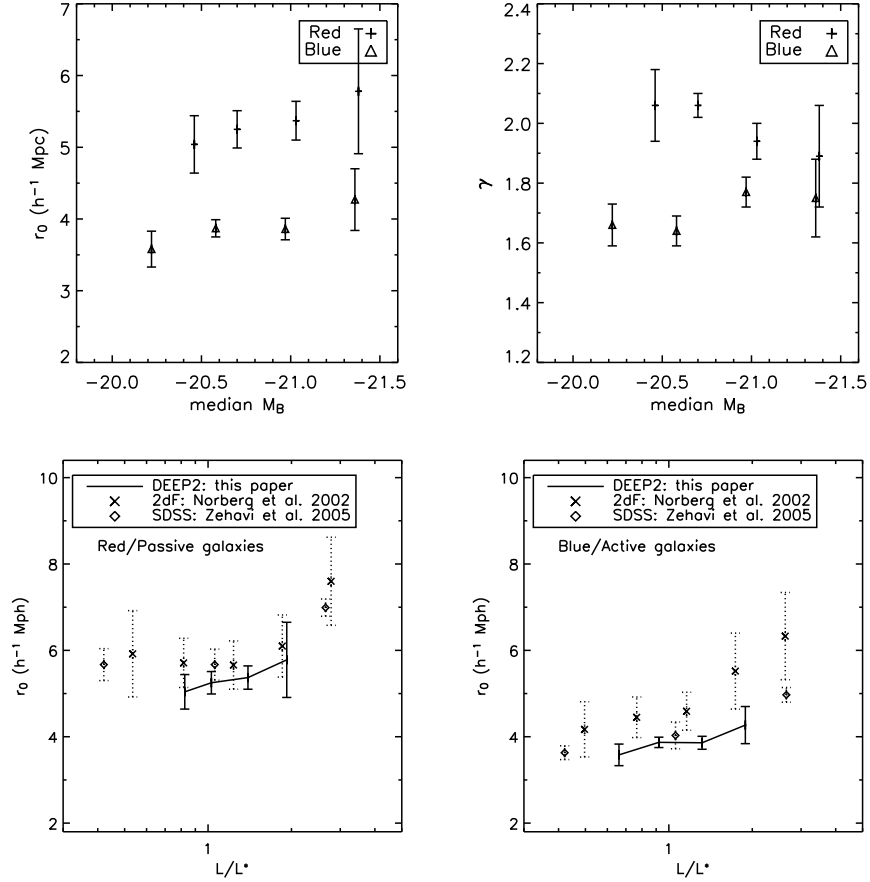 7
6
5
4
3
2
r₀ (h⁻¹ Mpc)
Red
Blue
−20.0 −20.5 −21.0 −21.5
median M_B
2.4
2.2
2.0
1.8
1.6
1.4
1.2
γ
Red
Blue
−20.0 −20.5 −21.0 −21.5
median M_B
10
8
6
4
2
r₀ (h⁻¹ Mph)
DEEP2: this paper
2dF: Norberg et al. 2002
SDSS: Zehavi et al. 2005
Red/Passive galaxies
1
L/L*
10
8
6
4
2
r₀ (h⁻¹ Mph)
DEEP2: this paper
2dF: Norberg et al. 2002
SDSS: Zehavi et al. 2005
Blue/Active galaxies
1
L/L*